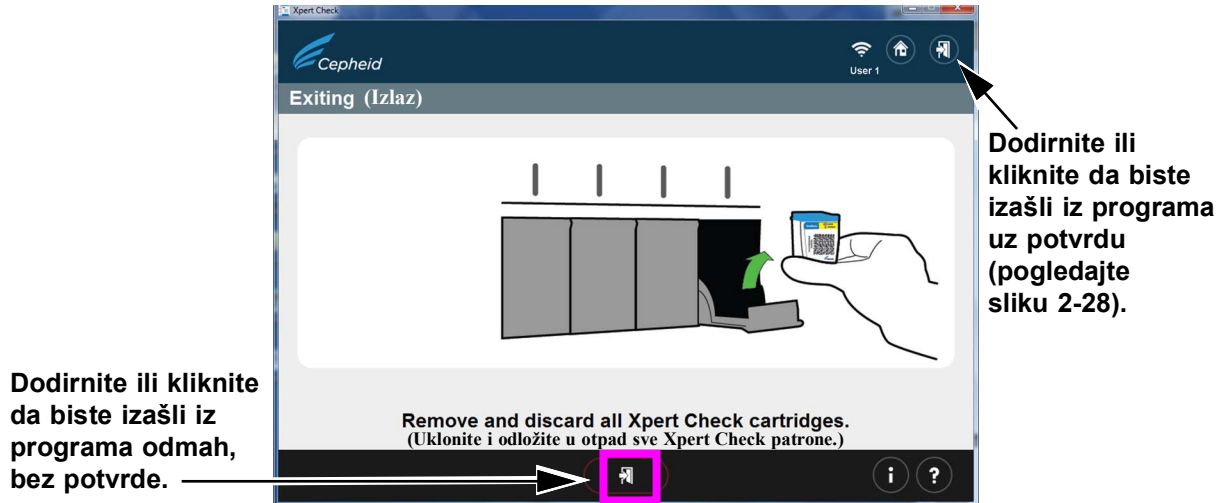 Xpert Check
Cepheid
User 1
Exiting (Izlaz)
Dodirnite ili
kliknite da biste
izašli iz programa
uz potvrdu
(pogledajte
sliku 2-28).
Dodirnite ili kliknite
da biste izašli iz
programa odmah,
bez potvrde.
Remove and discard all Xpert Check cartridges.
(Uklonite i odložite u otpad sve Xpert Check patrone.)
i ?